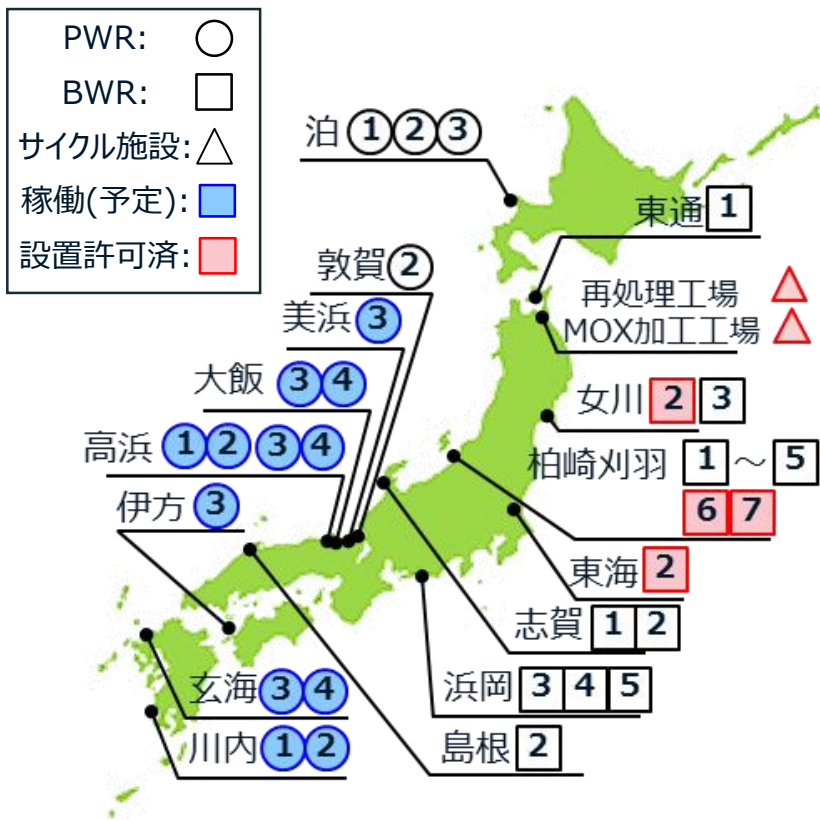 PWR:
BWR:
サイクル施設:
稼働(予定):
設置許可済:
泊 1 2 3
東通 1
敦賀 2
再処理工場
MOX加工工場
美浜 3
大飯 3 4
女川 2 3
高浜 1 2 3 4
柏崎刈羽 1 ～ 5
6 7
伊方 3
東海 2
志賀 1 2
玄海 3 4
浜岡 3 4 5
川内 1 2
島根 2